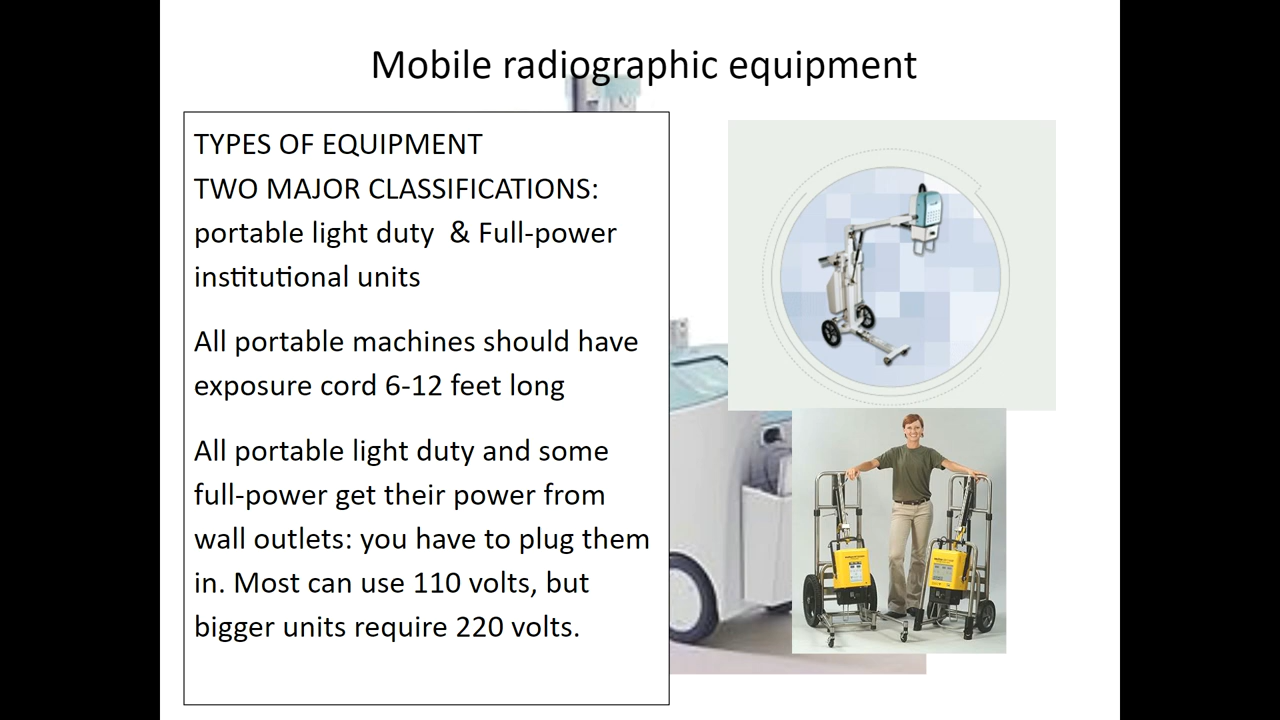 Mobile radiographic equipment
TYPES OF EQUIPMENT
TWO MAJOR CLASSIFICATIONS:
portable light duty  & Full-power
institutional units
All portable machines should have
exposure cord 6-12 feet long
All portable light duty and some
full-power get their power from
wall outlets: you have to plug them
in. Most can use 110 volts, but
bigger units require 220 volts.